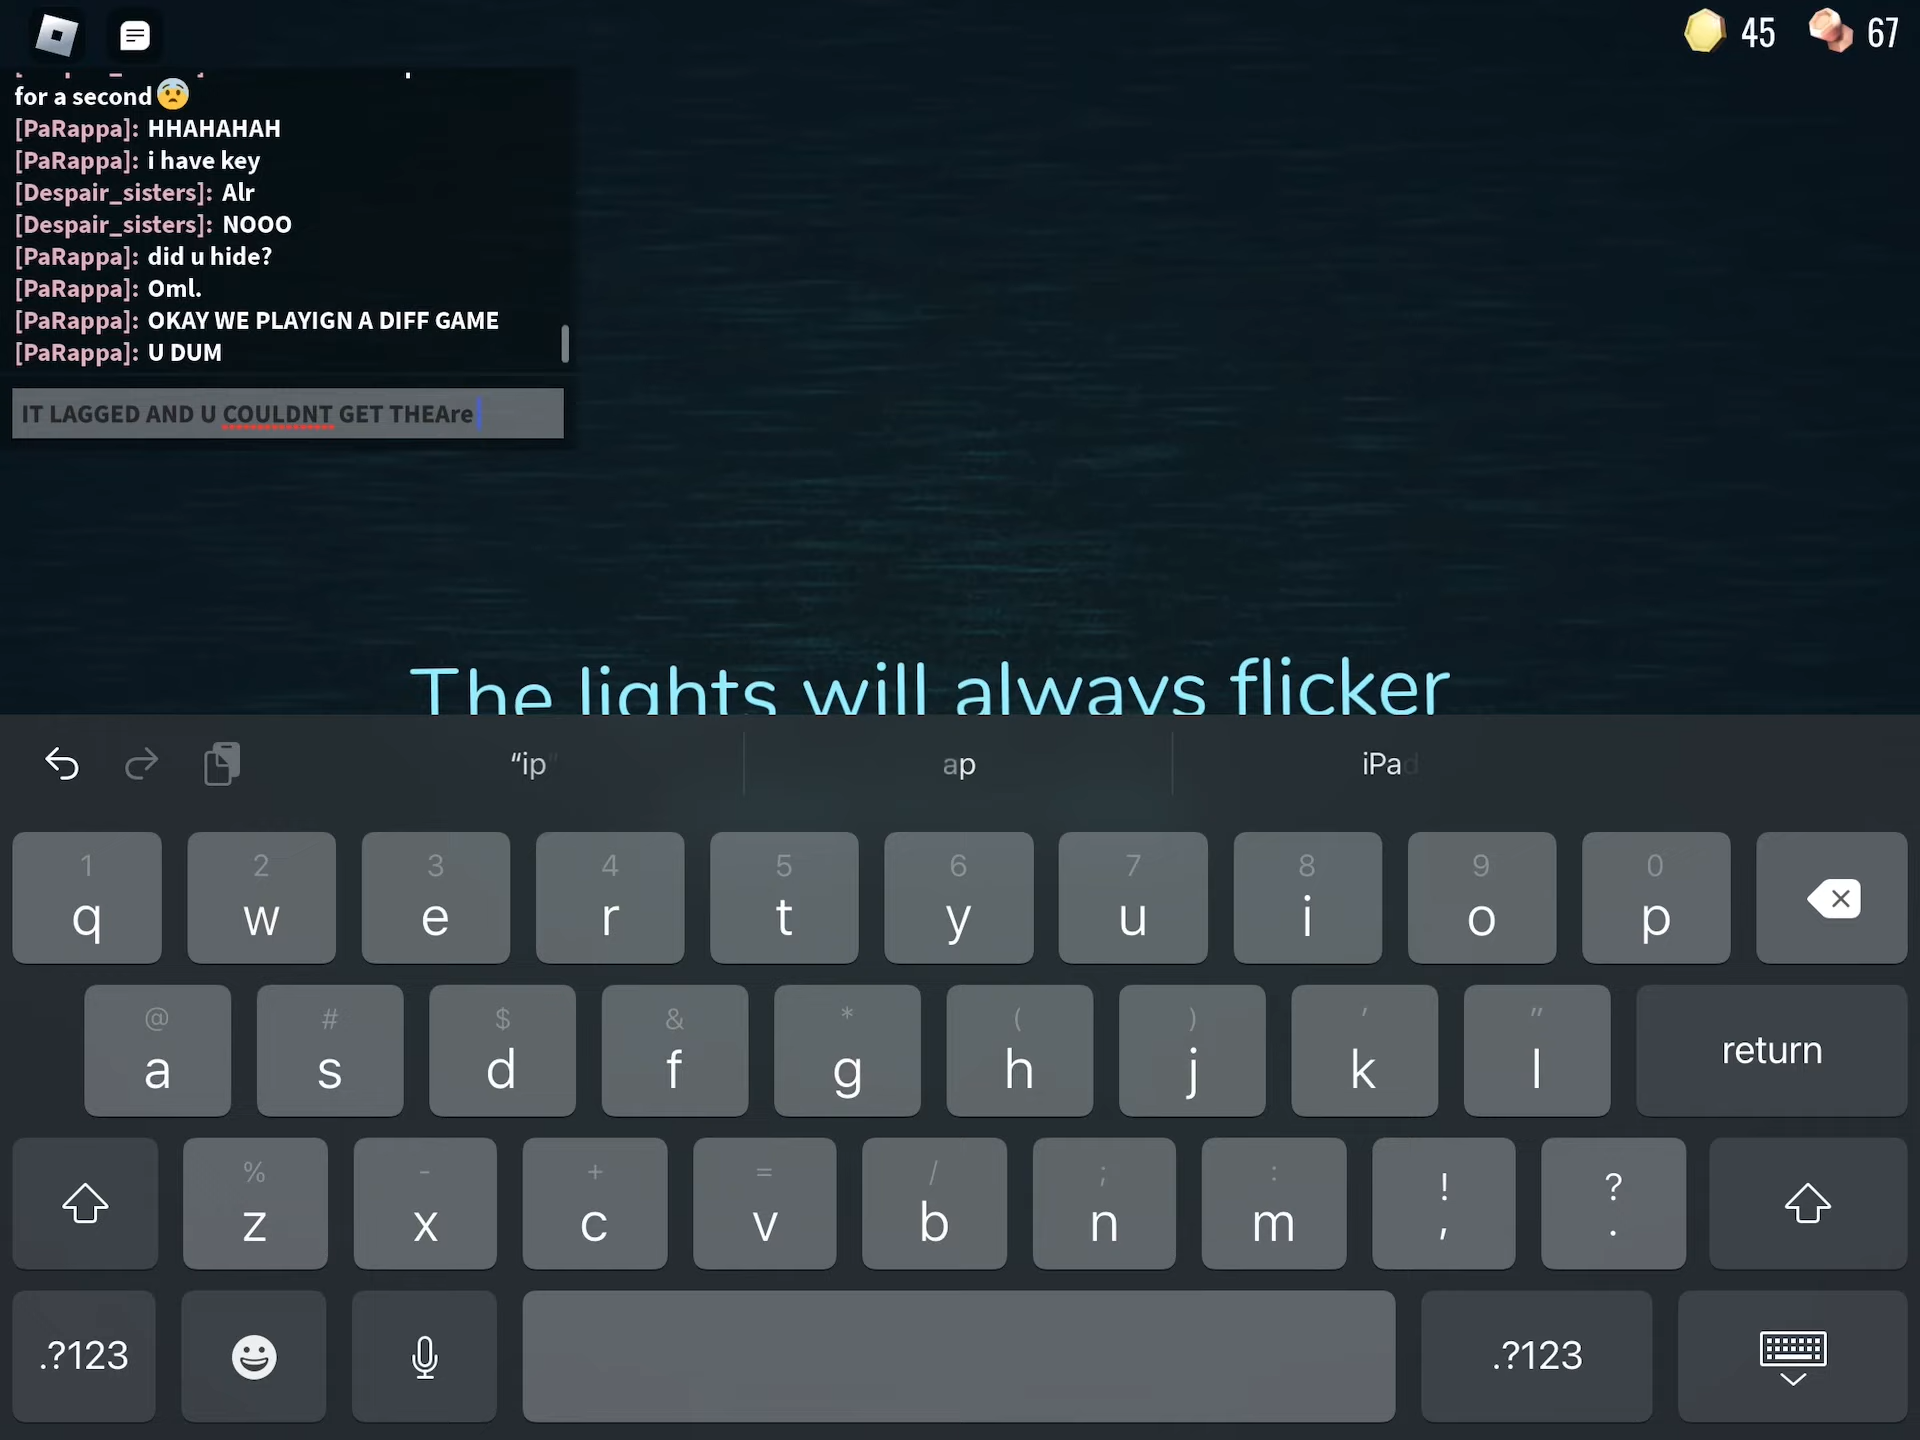 45 67
for a second😨
[PaRappa]: HHAHAHAH
[PaRappa]: i have key
[Despair_sisters]: Alr
[Despair_sisters]: NOOO
[PaRappa]: did u hide?
[PaRappa]: Oml.
[PaRappa]: OKAY WE PLAYIGN A DIFF GAME
[PaRappa]: U DUM
IT LAGGED AND U COULDNT GET THEAre
The lights will always flicker
“ip” ap iPad
1 2 3 4 5 6 7 8 9 0
q w e r t y u i o p
@ # $ & * ( ) ' "
a s d f g h j k l return
% - + = / ; : ! ?
z x c v b n m , .
.?123 .?123